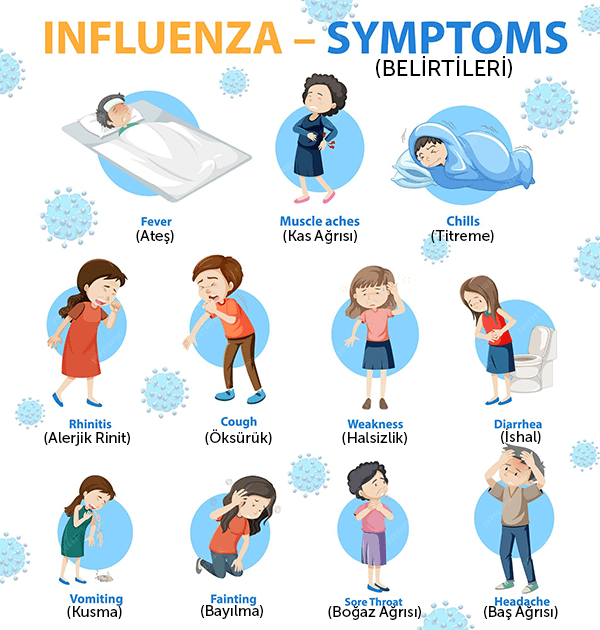 INFLUENZA – SYMPTOMS
(BELİRTİLERİ)
Fever
(Ateş)
Muscle aches
(Kas Ağrısı)
Chills
(Titreme)
Rhinitis
(Alerjik Rinit)
Cough
(Öksürük)
Weakness
(Halsizlik)
Diarrhea
(İshal)
Vomiting
(Kusma)
Fainting
(Bayılma)
Sore Throat
(Boğaz Ağrısı)
Headache
(Baş Ağrısı)